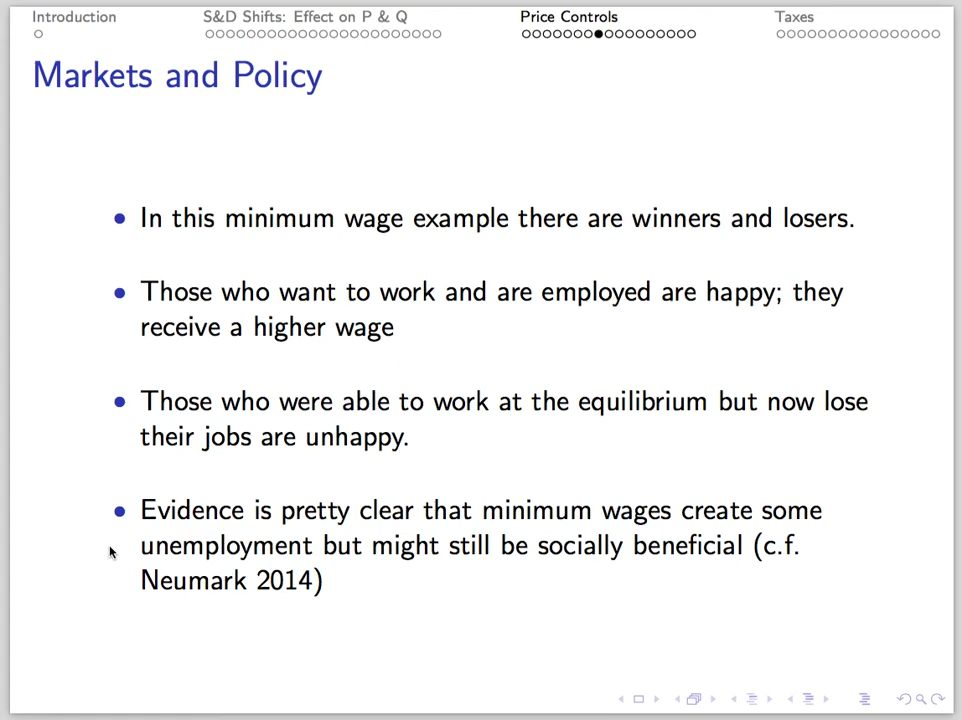 Introduction S&D Shifts: Effect on P & Q Price Controls Taxes
Markets and Policy
In this minimum wage example there are winners and losers.
Those who want to work and are employed are happy; they
receive a higher wage
Those who were able to work at the equilibrium but now lose
their jobs are unhappy.
Evidence is pretty clear that minimum wages create some
unemployment but might still be socially beneficial (c.f.
Neumark 2014)